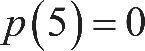 p(5) = 0